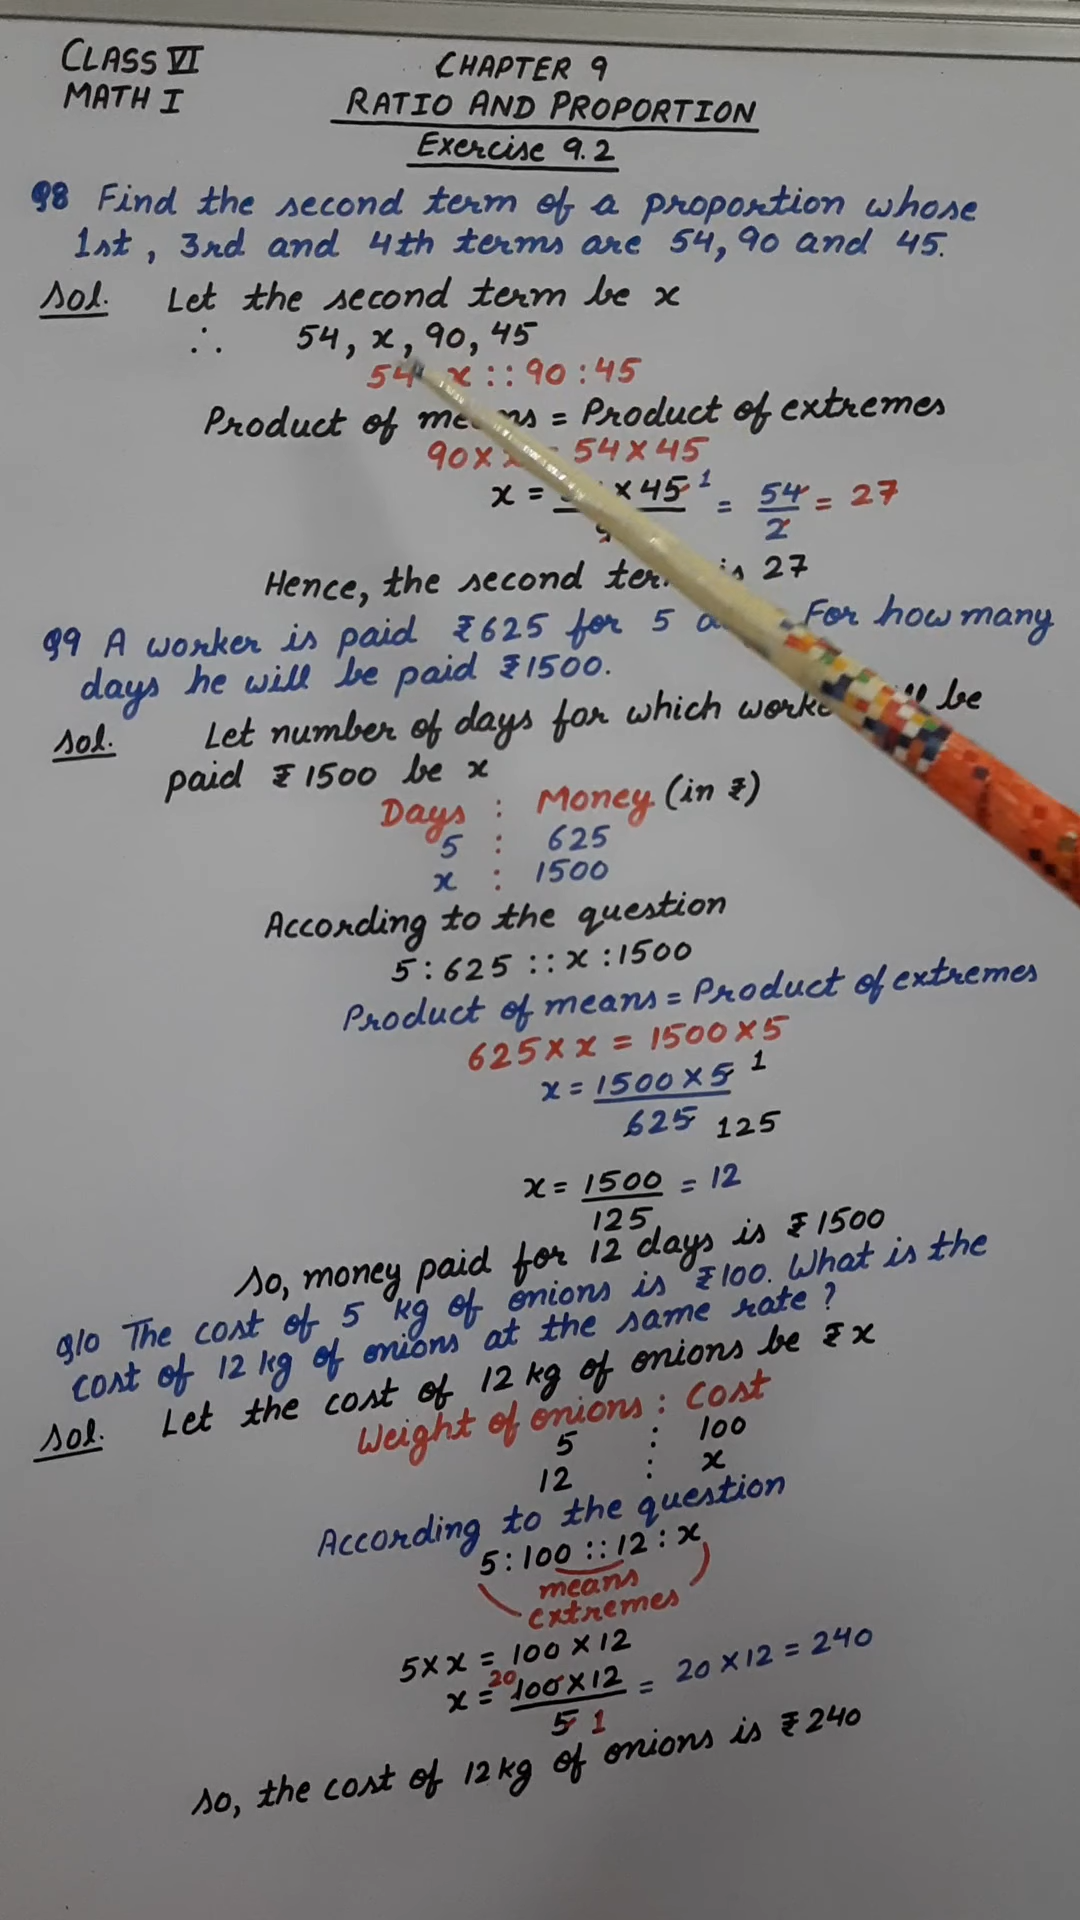 CLASS VI
MATH I
CHAPTER 9
RATIO AND PROPORTION
Exercise 9.2
Q8 Find the second term of a proportion whose
1st, 3rd and 4th terms are 54, 90 and 45.
Sol. Let the second term be x
∴ 54, x, 90, 45
54 x :: 90 : 45
Product of means = Product of extremes
90 × = 54 × 45
x = × 45 1 = 54/2 = 27
Hence, the second term is 27
Q9 A worker is paid ₹625 for 5 For how many
days he will be paid ₹1500.
Sol. Let number of days for which will be
paid ₹1500 be x
Days : Money (in ₹)
5 : 625
x : 1500
According to the question
5 : 625 :: x : 1500
Product of means = Product of extremes
625 × x = 1500 × 5
x = 1500 × 5 1
625 125
x = 1500 = 12
125
So, money paid for 12 days is ₹1500
Q10 The cost of 5 kg of onions is ₹100. What is the
cost of 12 kg of onions at the same rate?
Sol. Let the cost of 12 kg of onions be ₹x
Weight of onions : Cost
5 : 100
12 : x
According to the question
5 : 100 :: 12 : x
means
extremes
5 × x = 100 × 12
x = 20 100 × 12 = 20 × 12 = 240
5 1
So, the cost of 12 kg of onions is ₹240